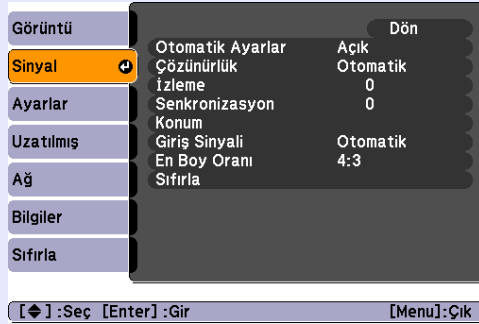 Görüntü
Sinyal
Ayarlar
Uzatılmış
Ağ
Bilgiler
Sıfırla
Dön
Otomatik Ayarlar Açık
Çözünürlük Otomatik
İzleme 0
Senkronizasyon 0
Konum
Giriş Sinyali Otomatik
En Boy Oranı 4:3
Sıfırla
[◆] :Seç [Enter] :Gir [Menu]:Çık